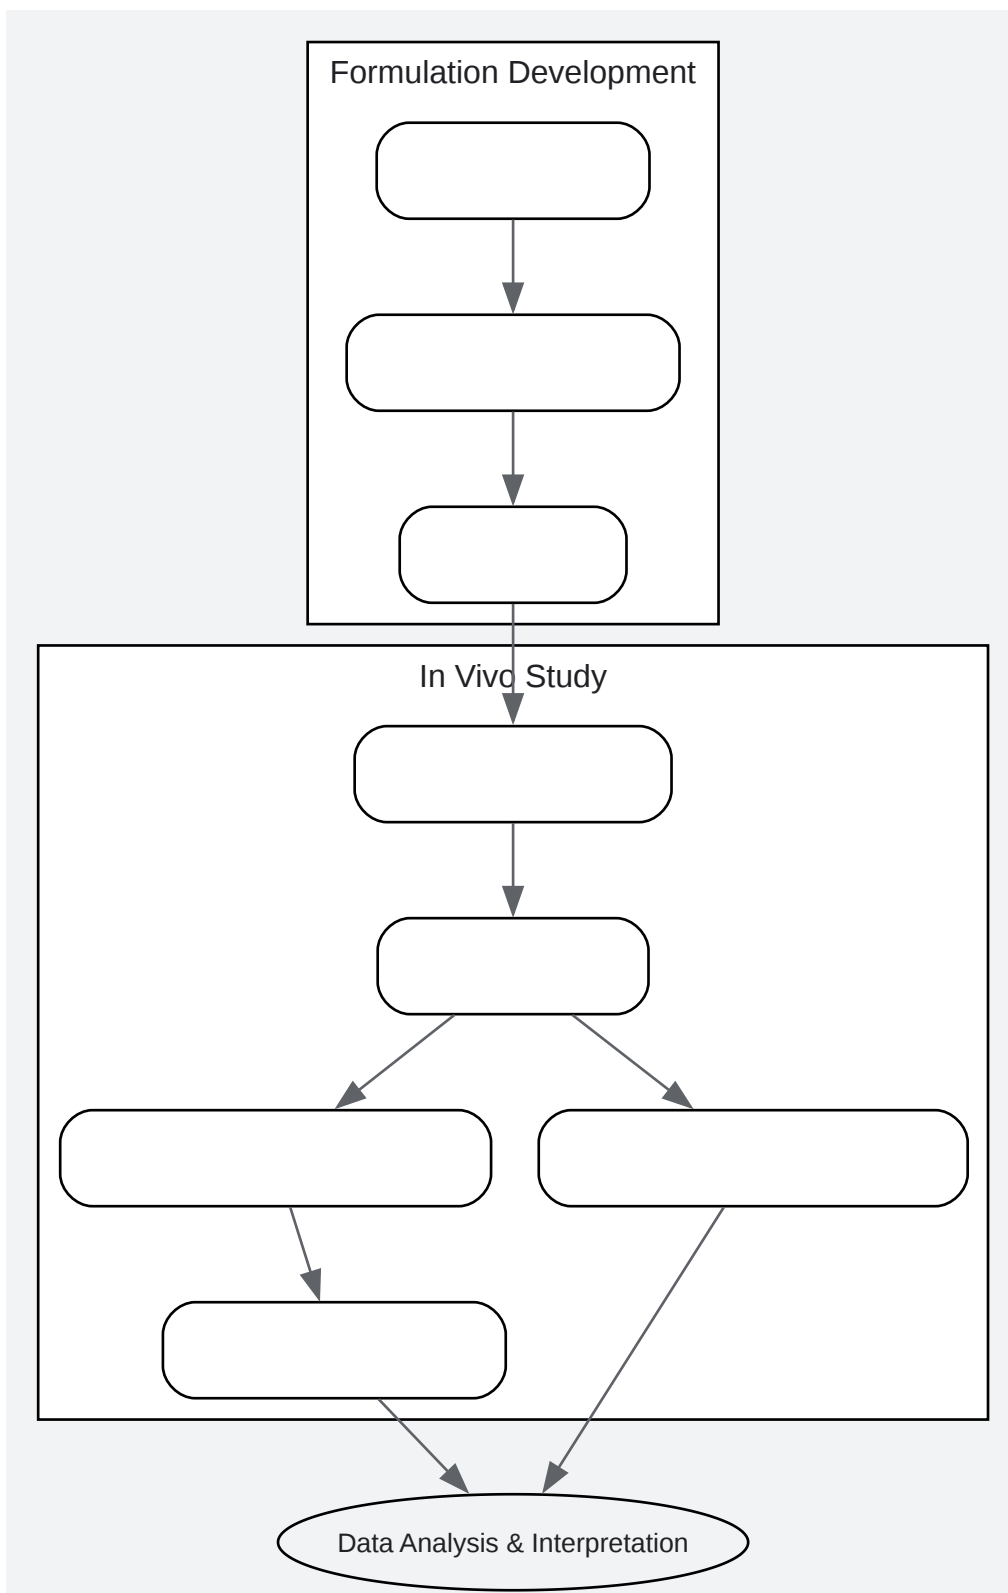 Formulation Development
In Vivo Study
Data Analysis & Interpretation